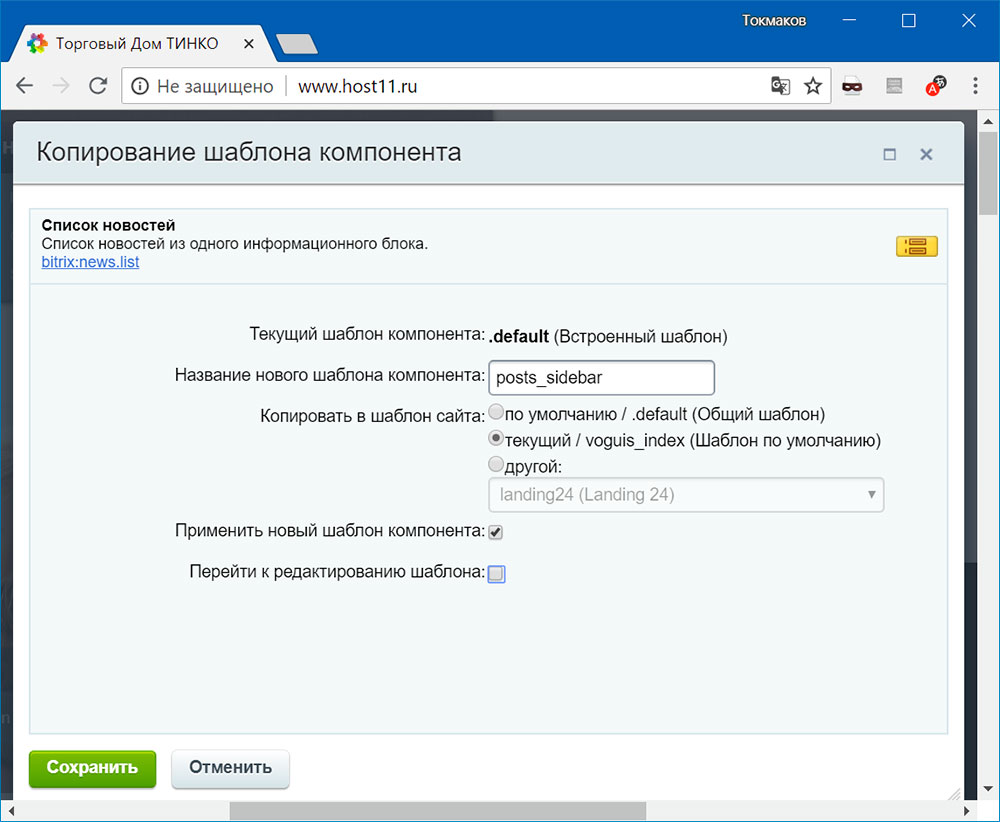 Токмаков
Торговый Дом ТИНКО
Не защищено www.host11.ru
Копирование шаблона компонента
Список новостей
Список новостей из одного информационного блока.
bitrix:news.list
Текущий шаблон компонента: .default (Встроенный шаблон)
Название нового шаблона компонента: posts_sidebar
Копировать в шаблон сайта: по умолчанию / .default (Общий шаблон)
текущий / voguis_index (Шаблон по умолчанию)
другой:
landing24 (Landing 24)
Применить новый шаблон компонента:
Перейти к редактированию шаблона:
Сохранить Отменить